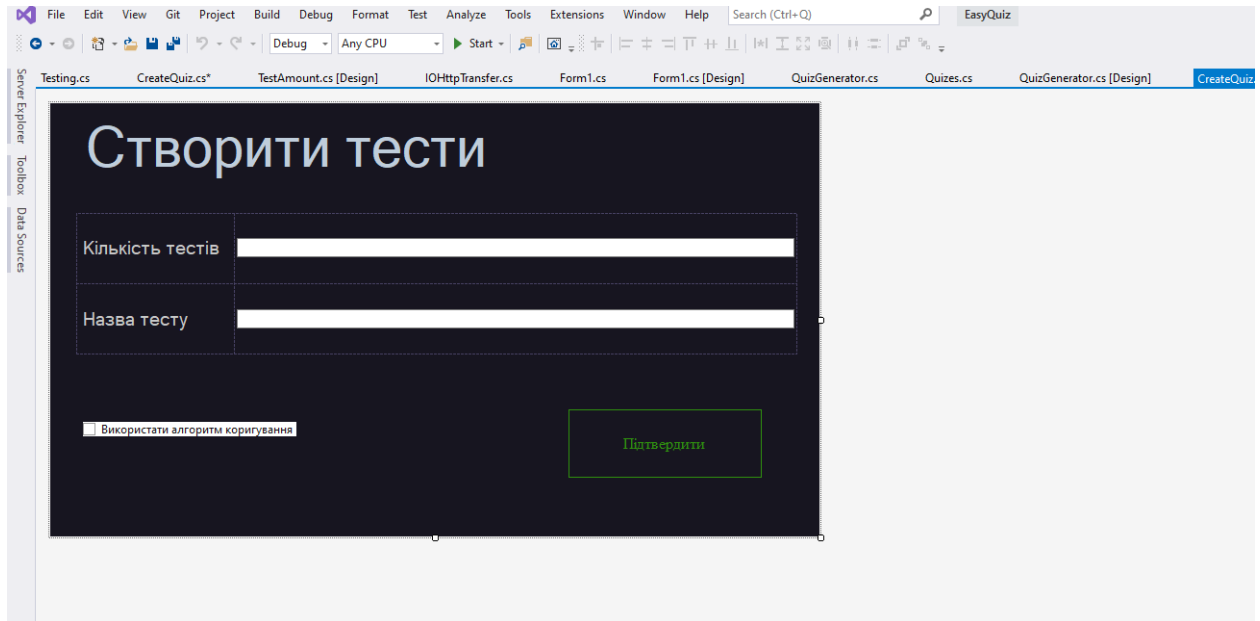 File Edit View Git Project Build Debug Format Test Analyze Tools Extensions Window Help Search (Ctrl+Q) EasyQuiz
Debug Any CPU Start
Testing.cs CreateQuiz.cs* TestAmount.cs [Design] IOHttpTransfer.cs Form1.cs Form1.cs [Design] QuizGenerator.cs Quizes.cs QuizGenerator.cs [Design] CreateQuiz.
Server Explorer
Toolbox
Data Sources
Створити тести
Кількість тестів
Назва тесту
Використати алгоритм коригування
Підтвердити